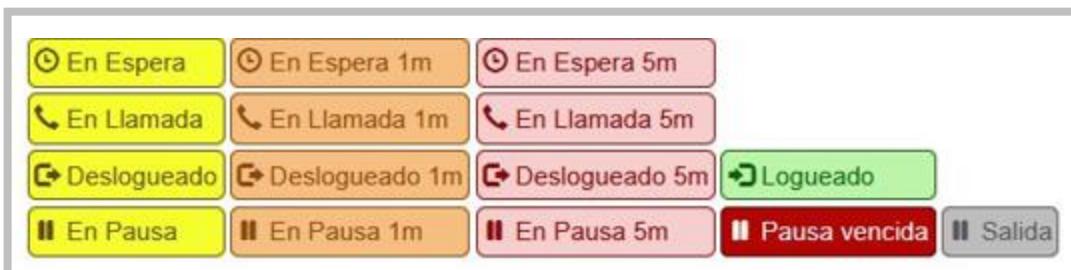 En Espera En Espera 1m En Espera 5m
En Llamada En Llamada 1m En Llamada 5m
Deslogueado Deslogueado 1m Deslogueado 5m Logueado
En Pausa En Pausa 1m En Pausa 5m Pausa vencida Salida